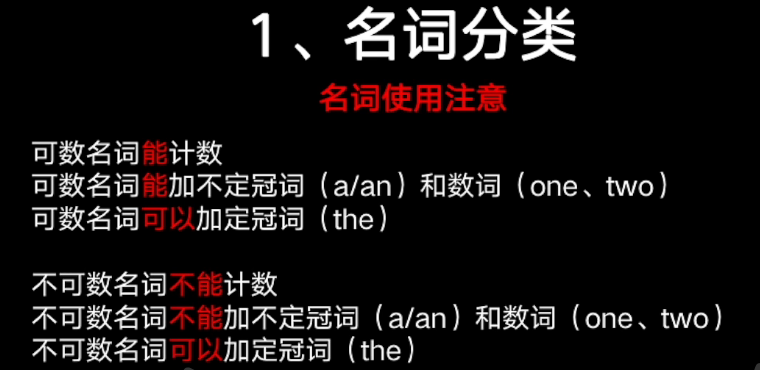 1、名词分类
名词使用注意
可数名词能计数
可数名词能加不定冠词（a/an）和数词（one、two）
可数名词可以加定冠词（the）
不可数名词不能计数
不可数名词不能加不定冠词（a/an）和数词（one、two）
不可数名词可以加定冠词（the）